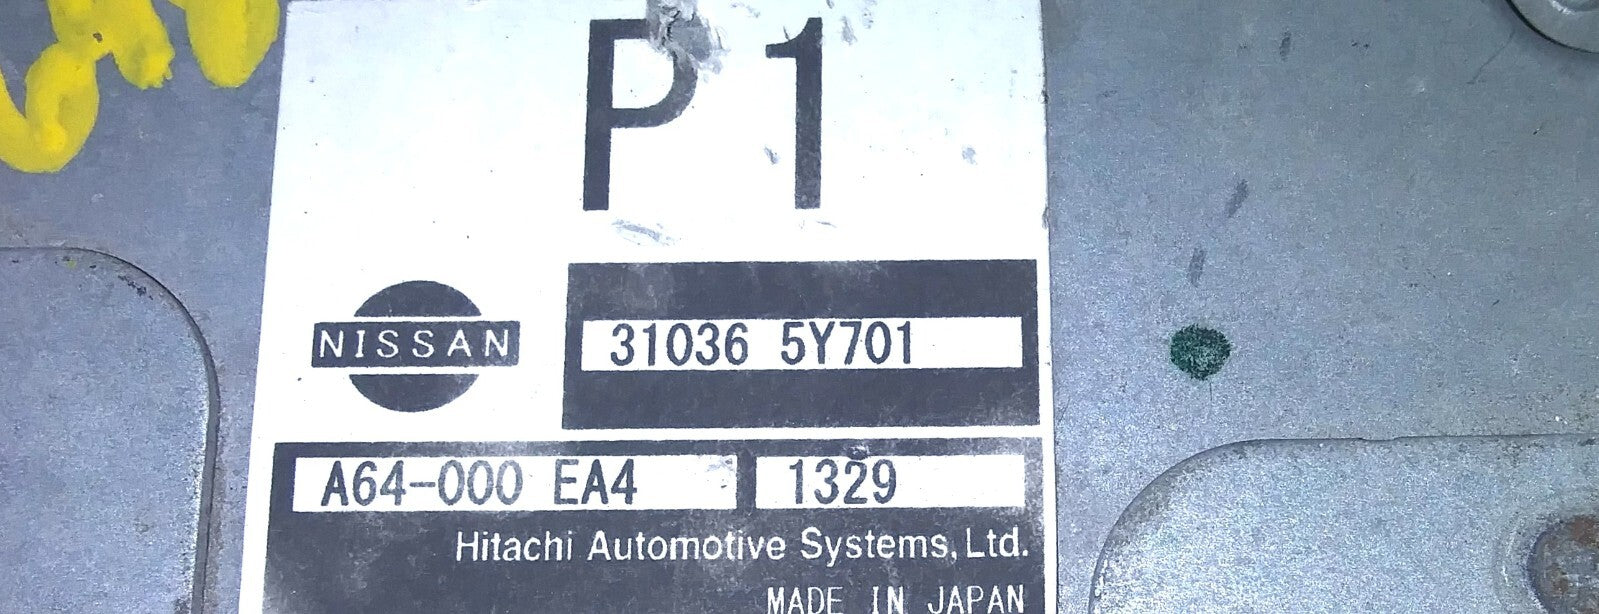 P1
NISSAN
31036 5Y701
A64-000 EA4 1329
Hitachi Automotive Systems, Ltd.
MADE IN JAPAN